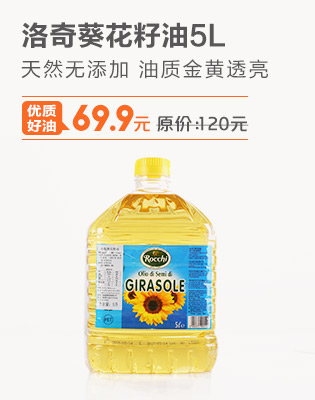 洛奇葵花籽油5L
天然无添加 油质金黄透亮
优质
好油
69.9元 原价:120元
Rocchi
Olio di Semi di
GIRASOLE
5L
PET